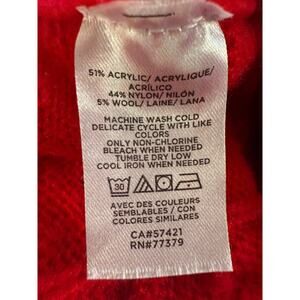 51% ACRYLIC/ ACRYLIQUE/
ACRÍLICO
44% NYLON/ NILÓN
5% WOOL/ LAINE/ LANA
MACHINE WASH COLD
DELICATE CYCLE WITH LIKE
COLORS
ONLY NON-CHLORINE
BLEACH WHEN NEEDED
TUMBLE DRY LOW
COOL IRON WHEN NEEDED
30
AVEC DES COULEURS
SEMBLABLES / CON
COLORES SIMILARES
CA#57421
RN#77379